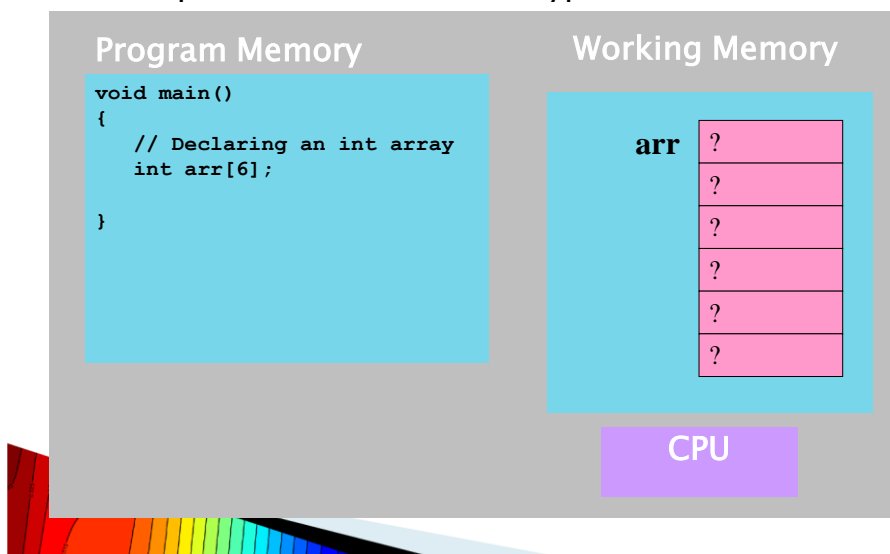 Program Memory
Working Memory
void main()
{
// Declaring an int array
int arr[6];
}
arr ?
?
?
?
?
?
CPU